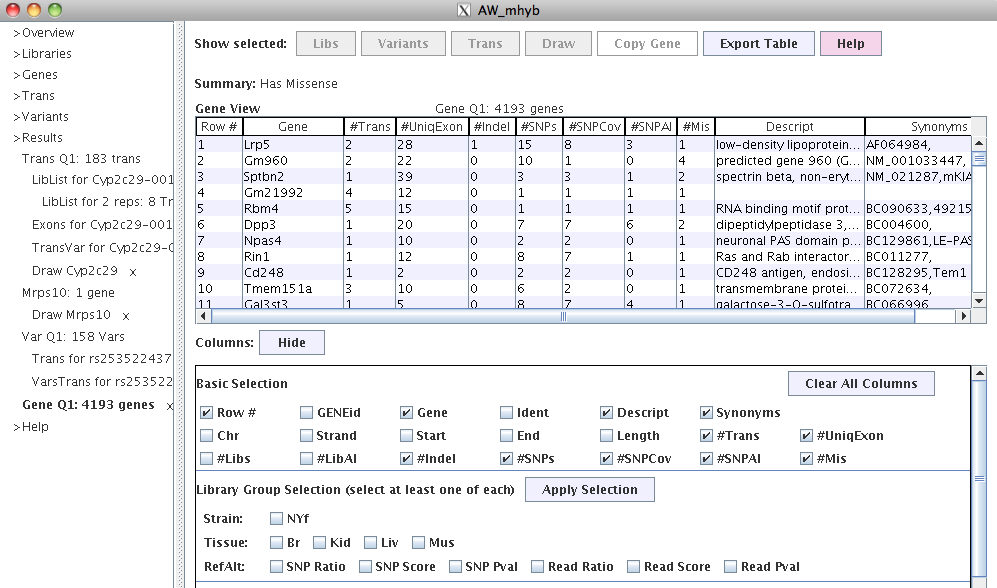 AW_mhyb
>Overview
>Libraries
>Genes
>Trans
>Variants
>Results
Trans Q1: 183 trans
LibList for Cyp2c29-001
LibList for 2 reps: 8 Tr
Exons for Cyp2c29-001
TransVar for Cyp2c29-0
Draw Cyp2c29 x
Mrps10: 1 gene
Draw Mrps10 x
Var Q1: 158 Vars
Trans for rs253522437
VarsTrans for rs253522
Gene Q1: 4193 genes x
>Help
Show selected: Libs Variants Trans Draw Copy Gene Export Table Help
Summary: Has Missense
Gene View Gene Q1: 4193 genes
Row # Gene #Trans #UniqExon #Indel #SNPs #SNPCov #SNPAI #Mis Descript Synonyms
1 Lrp5 2 28 1 15 8 3 1 low-density lipoprotein... AF064984,
2 Gm960 2 22 0 10 1 0 4 predicted gene 960 (G... NM_001033447,
3 Sptbn2 1 39 0 3 3 1 2 spectrin beta, non-eryt... NM_021287,mKIA
4 Gm21992 4 12 0 1 1 1 1
5 Rbm4 5 15 0 1 1 1 1 RNA binding motif prot... BC090633,49215
6 Dpp3 1 20 0 7 7 6 2 dipeptidylpeptidase 3,... BC004600,
7 Npas4 1 10 0 2 2 0 1 neuronal PAS domain p... BC129861,LE-PAS
8 Rin1 1 12 0 8 7 1 1 Ras and Rab interactor... BC011277,
9 Cd248 1 2 0 2 2 0 1 CD248 antigen, endosi... BC128295,Tem1
10 Tmem151a 3 10 0 6 2 0 1 transmembrane protei... BC072634,
11 Gal3st3 1 5 0 8 7 4 1 galactose-3-O-sulfotra... BC066996
Columns: Hide
Basic Selection Clear All Columns
Row # GENEid Gene Ident Descript Synonyms
Chr Strand Start End Length #Trans #UniqExon
#Libs #LibAI #Indel #SNPs #SNPCov #SNPAI #Mis
Library Group Selection (select at least one of each) Apply Selection
Strain: NYf
Tissue: Br Kid Liv Mus
RefAlt: SNP Ratio SNP Score SNP Pval Read Ratio Read Score Read Pval